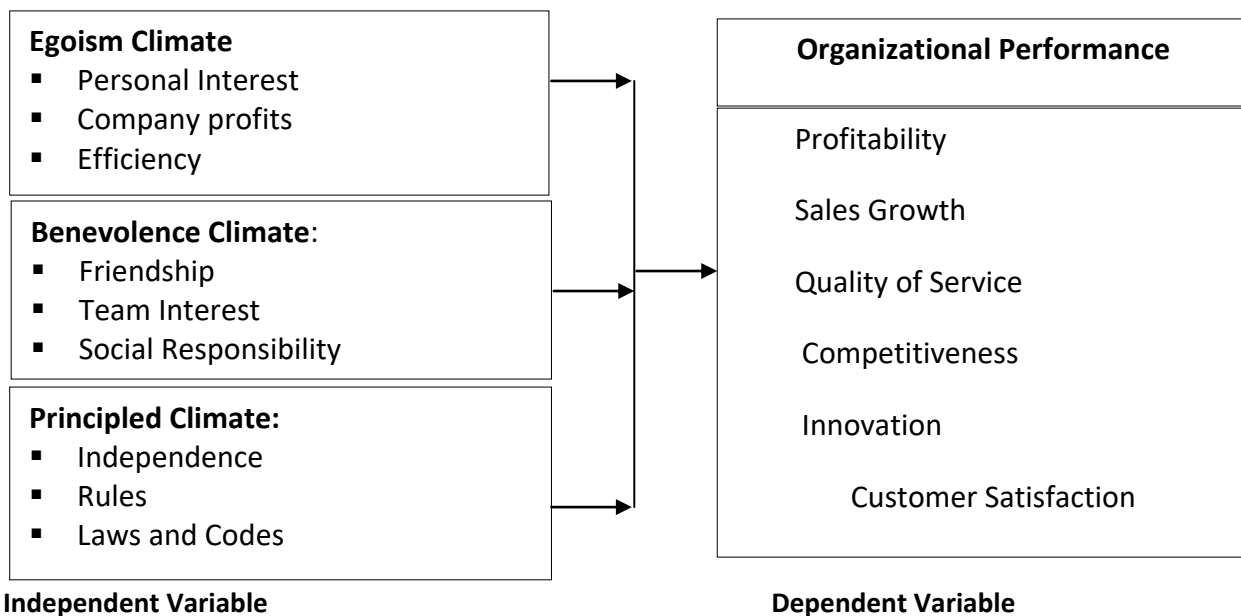 Egoism Climate
▪ Personal Interest
▪ Company profits
▪ Efficiency
Benevolence Climate:
▪ Friendship
▪ Team Interest
▪ Social Responsibility
Principled Climate:
▪ Independence
▪ Rules
▪ Laws and Codes
Independent Variable
Organizational Performance
Profitability
Sales Growth
Quality of Service
Competitiveness
Innovation
Customer Satisfaction
Dependent Variable